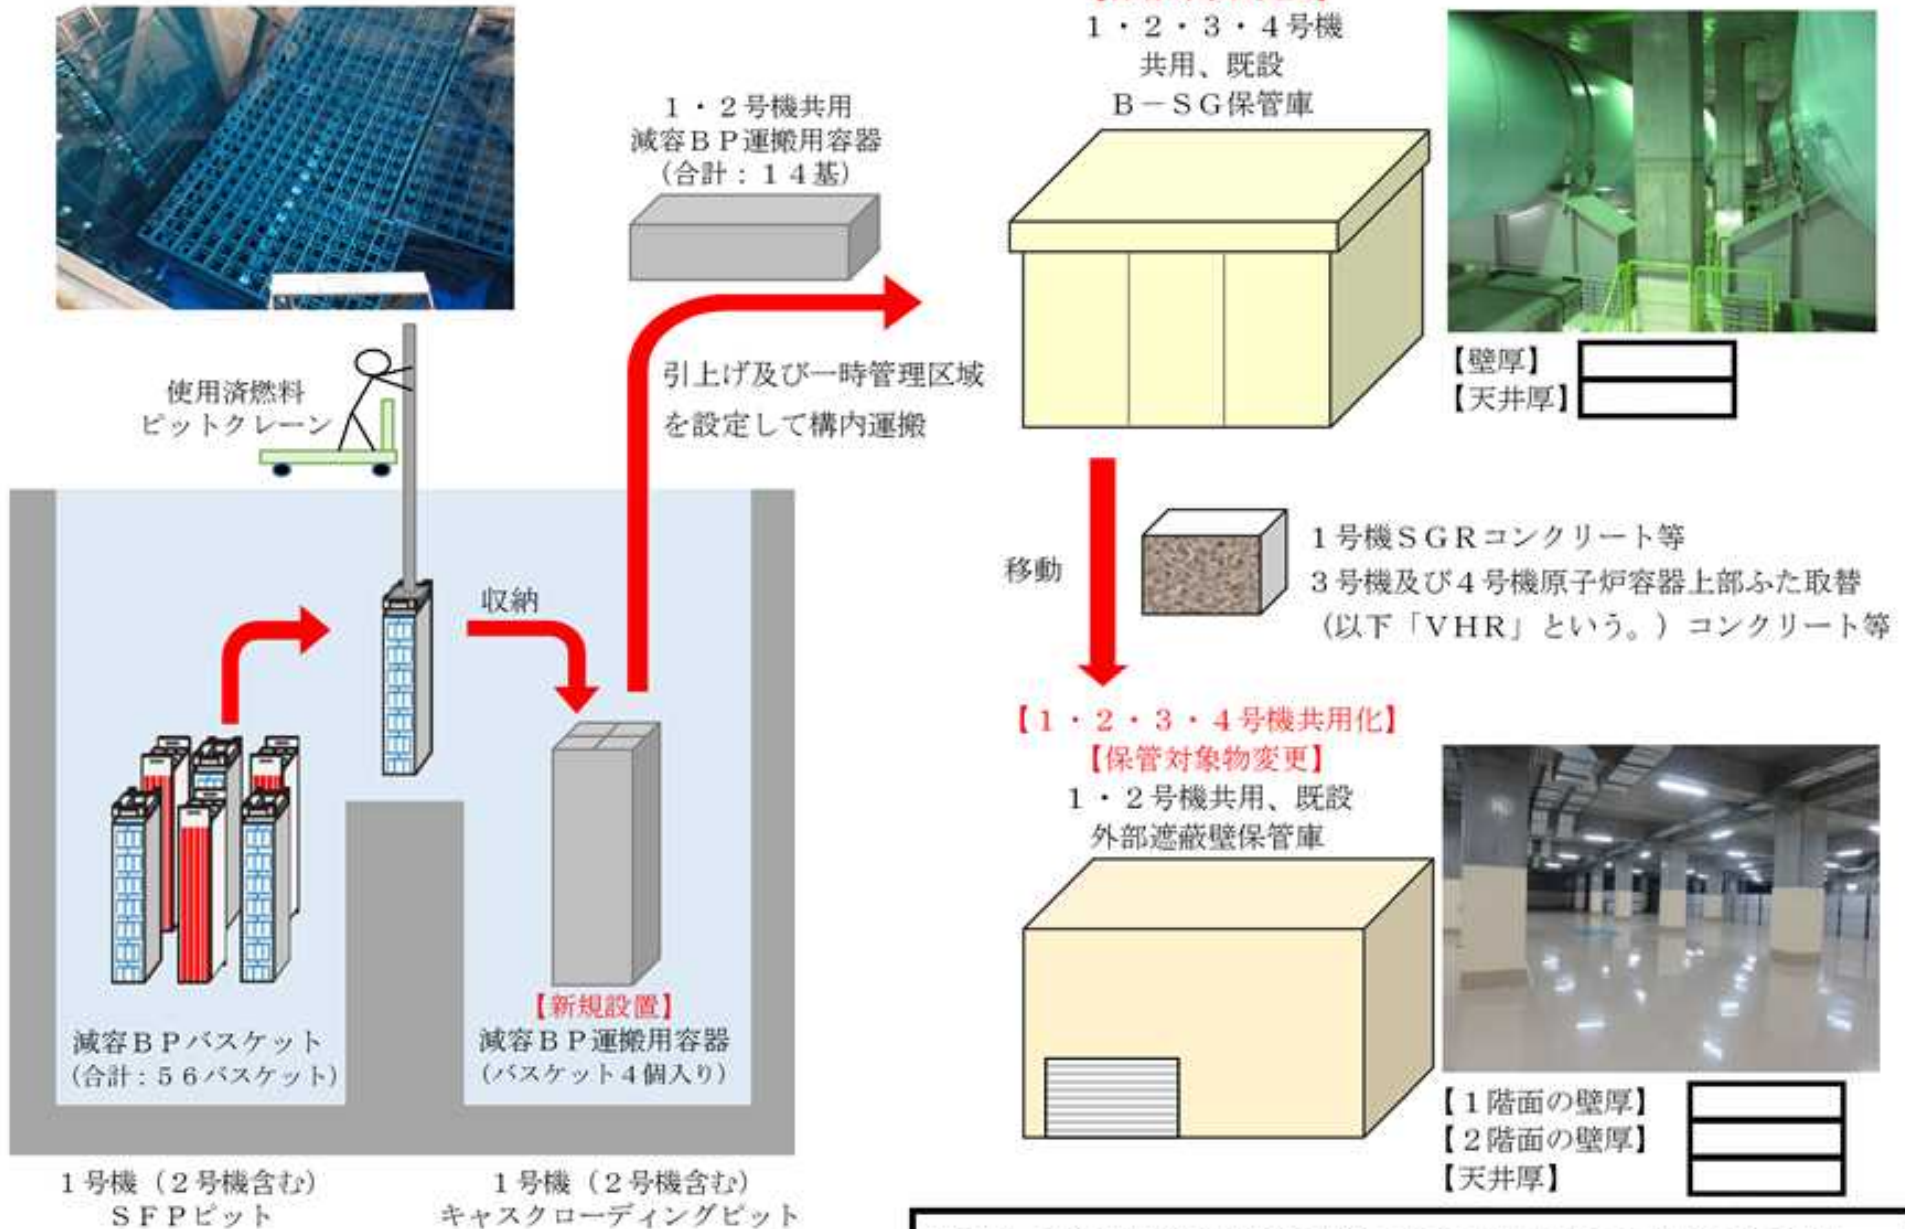 1・2・3・4号機
共用、既設
B－SG保管庫
1・2号機共用
減容BP運搬用容器
(合計：14基)
【壁厚】
【天井厚】
使用済燃料
ピットクレーン
引上げ及び一時管理区域
を設定して構内運搬
収納
移動
1号機SGRコンクリート等
3号機及び4号機原子炉容器上部ふた取替
(以下「VHR」という。) コンクリート等
【1・2・3・4号機共用化】
【保管対象物変更】
1・2号機共用、既設
外部遮蔽壁保管庫
【新規設置】
減容BPバスケット
(合計：56バスケット)
減容BP運搬用容器
(バスケット4個入り)
【1階面の壁厚】
【2階面の壁厚】
【天井厚】
1号機（2号機含む）
SFPピット
1号機（2号機含む）
キャスクローディングピット